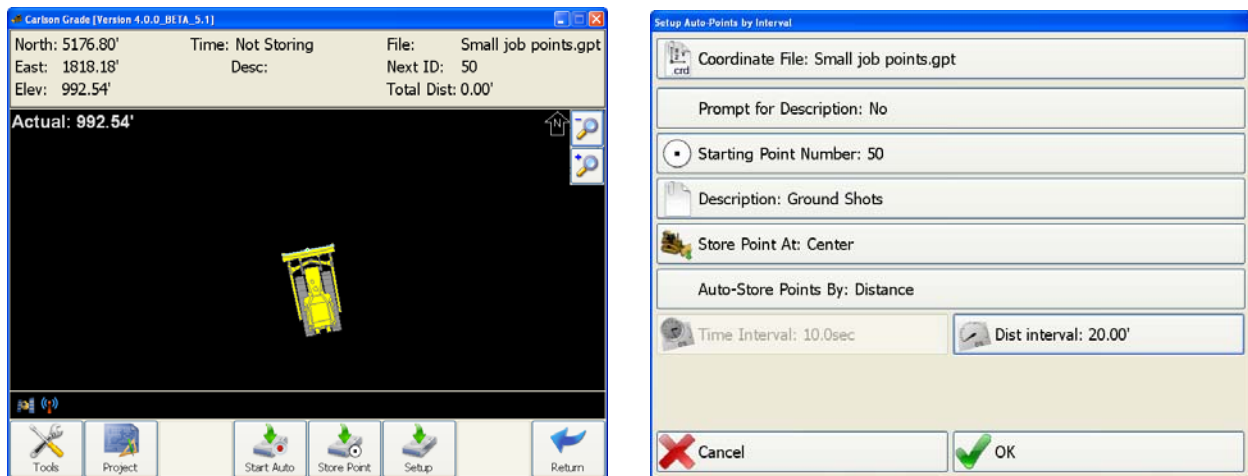 Carlson Grade [Version 4.0.0_BETA_5.1]
North: 5176.80' Time: Not Storing File: Small job points.gpt
East: 1818.18' Desc: Next ID: 50
Elev: 992.54' Total Dist: 0.00'
Actual: 992.54'
N
Tools Project Start Auto Store Point Setup Return
Setup Auto-Points by Interval
.crd Coordinate File: Small job points.gpt
Prompt for Description: No
Starting Point Number: 50
Description: Ground Shots
Store Point At: Center
Auto-Store Points By: Distance
Time Interval: 10.0sec Dist interval: 20.00'
Cancel OK